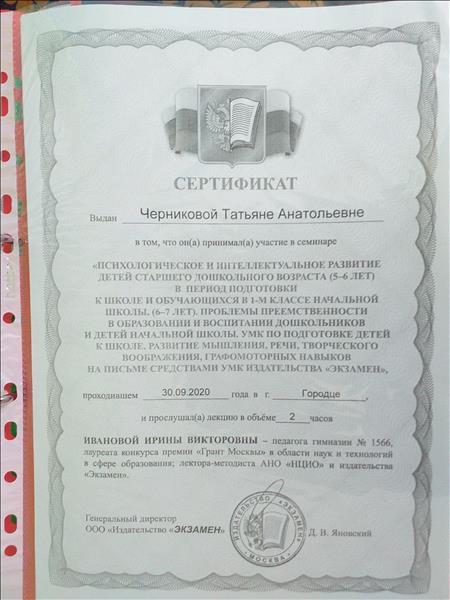 СЕРТИФИКАТ
Выдан Черниковой Татьяне Анатольевне
в том, что он(а) принимал(а) участие в семинаре
«ПСИХОЛОГИЧЕСКОЕ И ИНТЕЛЛЕКТУАЛЬНОЕ РАЗВИТИЕ
ДЕТЕЙ СТАРШЕГО ДОШКОЛЬНОГО ВОЗРАСТА (5–6 ЛЕТ)
В ПЕРИОД ПОДГОТОВКИ
К ШКОЛЕ И ОБУЧАЮЩИХСЯ В 1-М КЛАССЕ НАЧАЛЬНОЙ
ШКОЛЫ. (6–7 ЛЕТ). ПРОБЛЕМЫ ПРЕЕМСТВЕННОСТИ
В ОБРАЗОВАНИИ И ВОСПИТАНИИ ДОШКОЛЬНИКОВ
И ДЕТЕЙ НАЧАЛЬНОЙ ШКОЛЫ. УМК ПО ПОДГОТОВКЕ ДЕТЕЙ
К ШКОЛЕ. РАЗВИТИЕ МЫШЛЕНИЯ, РЕЧИ, ТВОРЧЕСКОГО
ВООБРАЖЕНИЯ, ГРАФОМОТОРНЫХ НАВЫКОВ
НА ПИСЬМЕ СРЕДСТВАМИ УМК ИЗДАТЕЛЬСТВА «ЭКЗАМЕН»,
проходившем 30.09.2020 года в г. Городце,
и прослушал(а) лекцию в объёме 2 часов
ИВАНОВОЙ ИРИНЫ ВИКТОРОВНЫ – педагога гимназии № 1566,
лауреата конкурса премии «Грант Москвы» в области наук и технологий
в сфере образования; лектора-методиста АНО «НЦИО» и издательства
«Экзамен».
Генеральный директор
ООО «Издательство «ЭКЗАМЕН»
Д. В. Яновский
ИЗДАТЕЛЬСТВО «ЭКЗАМЕН»
МОСКВА